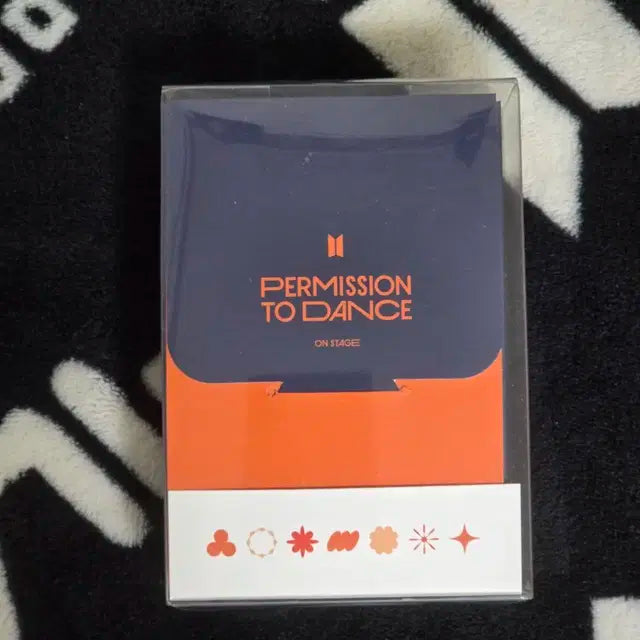 PERMISSION
TO DANCE
ON STAGE